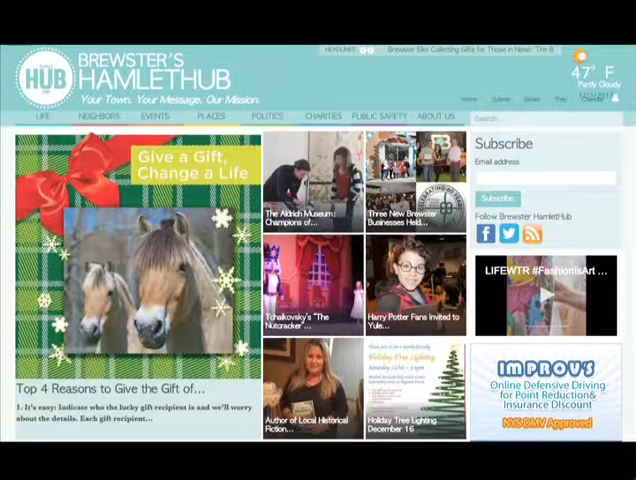 HEADLINES
Brewster Elks Collecting Gifts for Those in Need: The B
BREWSTER'S
HAMLETHUB
HUB
Your Town. Your Message. Our Mission.
47° F
Partly Cloudy
Home
LIFE NEIGHBORS EVENTS PLACES POLITICS CHARITIES PUBLIC SAFETY ABOUT US
Search...
Give a Gift,
Change a Life
Top 4 Reasons to Give the Gift of...
1. It's easy: Indicate who the lucky gift recipient is and we'll worry
about the details. Each gift recipient...
The Aldrich Museum:
Champions of...
Three New Brewster
Businesses Held...
Tchaikovsky's "The
Nutcracker'...
Harry Potter Fans Invited to
Yule...
Author of Local Historical
Fiction...
Holiday Tree Lighting
Holiday Tree Lighting
December 16
Subscribe
Email address
Subscribe
Follow Brewster HamletHub
LIFEWTR #FashionisArt ...
IMPROV'S
Online Defensive Driving
for Point Reduction&
Insurance Discount
NYS DMV Approved